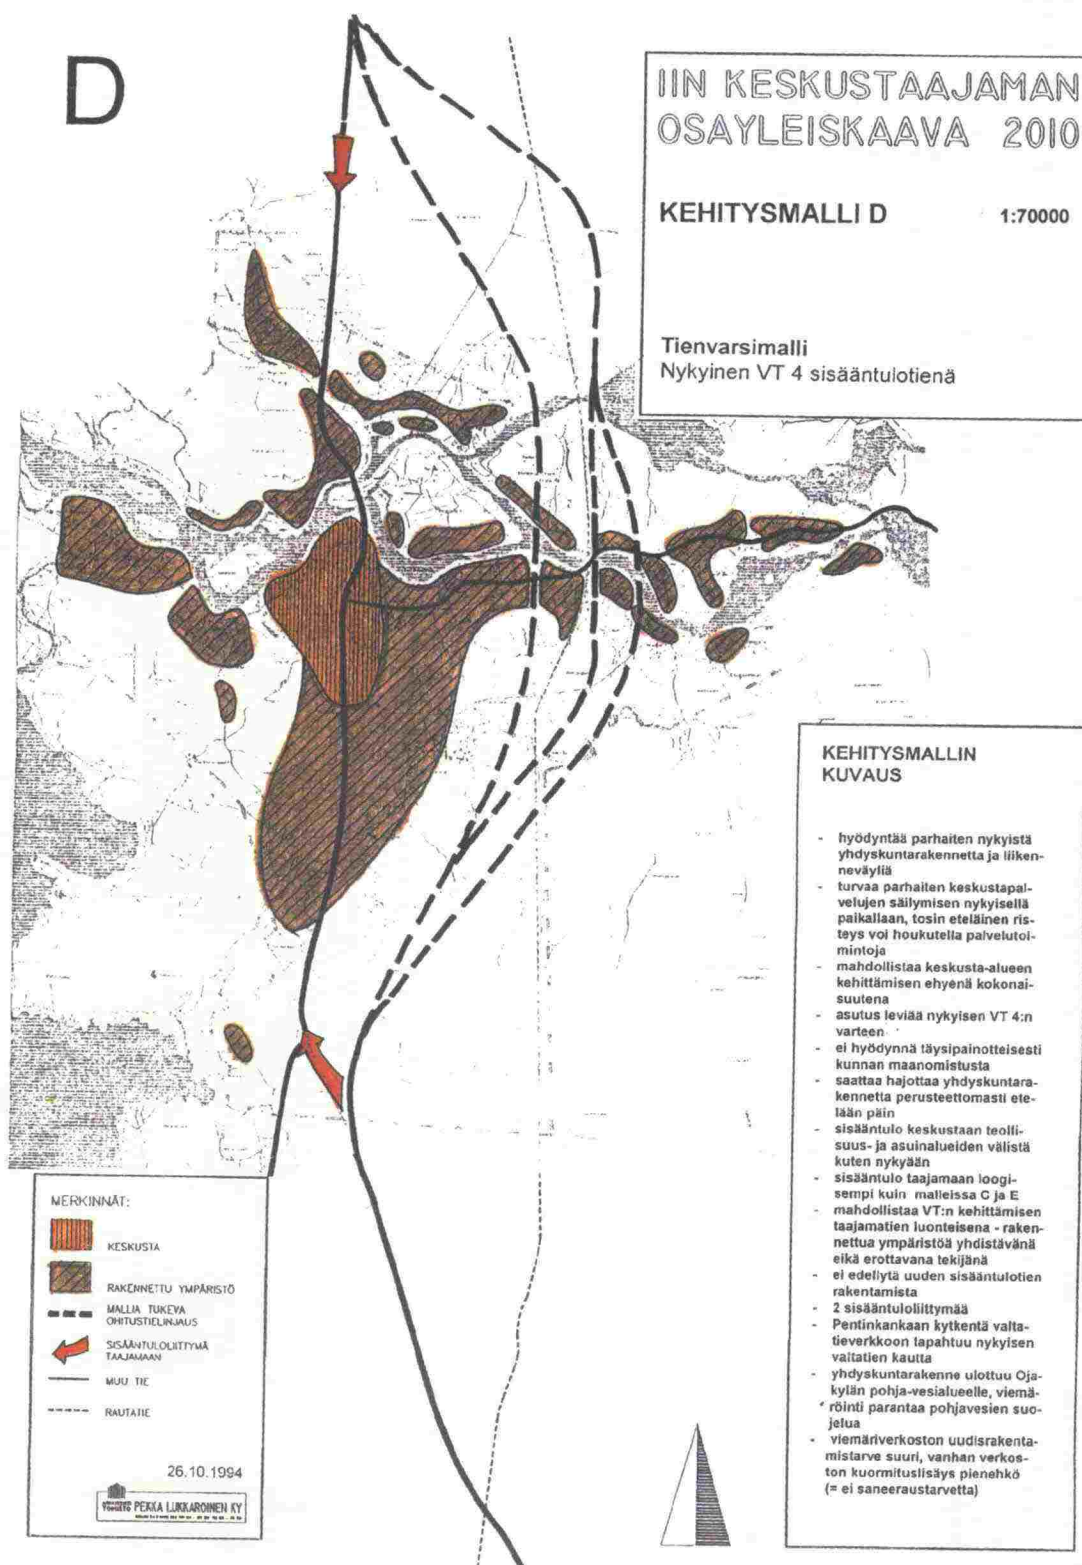 D
IIN KESKUSTAAJAMAN
OSAYLEISKAAVA 2010
KEHITYSMALLI D 1:70000
Tienvarsimalli
Nykyinen VT 4 sisääntulotienä
KEHITYSMALLIN
KUVAUS
- hyödyntää parhaiten nykyistä
yhdyskuntarakennetta ja liiken-
neväyliä
- turvaa parhaiten keskustapal-
velujen säilymisen nykyisellä
paikallaan, tosin eteläinen ris-
teys voi houkutella palvelutoi-
mintoja
- mahdollistaa keskusta-alueen
kehittämisen ehyenä kokonai-
suutena
- asutus leviää nykyisen VT 4:n
varteen
- ei hyödynnä täysipainotteisesti
kunnan maanomistusta
- saattaa hajottaa yhdyskuntara-
kennetta perusteettomasti ete-
lään päin
- sisääntulo keskustaan teolli-
suus- ja asuinalueiden välistä
kuten nykyään
- sisääntulo taajamaan loogi-
sempi kuin malleissa C ja E
- mahdollistaa VT:n kehittämisen
taajamatien luonteisena - raken-
nettua ympäristöä yhdistävänä
eikä erottavana tekijänä
- ei edellytä uuden sisääntulotien
rakentamista
- 2 sisääntuloliittymää
- Pentinkankaan kytkentä valta-
tieverkkoon tapahtuu nykyisen
valtatien kautta
- yhdyskuntarakenne ulottuu Oja-
kylän pohja-vesialueelle, viemä-
röinti parantaa pohjavesien suo-
jelua
- viemäriverkoston uudisrakenta-
mistarve suuri, vanhan verkos-
ton kuormituslisäys pienehkö
(= ei saneeraustarvetta)
MERKINNÄT:
KESKUSTA
RAKENNETTU YMPÄRISTÖ
MALLIA TUKEVA
OHITUSTIELINJAUS
SISÄÄNTULOLIITTYMÄ
TAAJAMAAN
MUU TIE
RAUTATIE
26.10.1994
PEKKA LUKKAROINEN KY